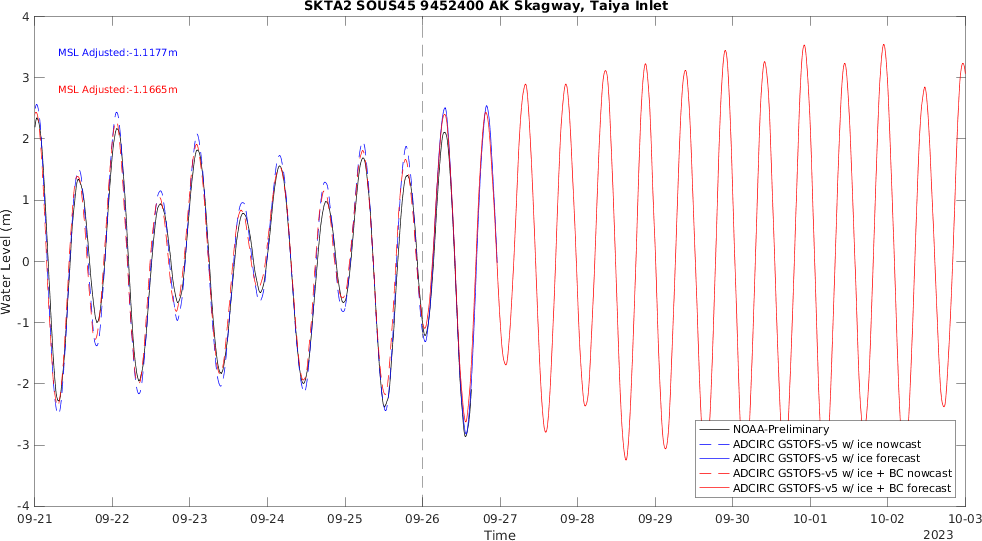 SKTA2 SOUS45 9452400 AK Skagway, Taiya Inlet
MSL Adjusted:-1.1177m
MSL Adjusted:-1.1665m
Water Level (m)
4
3
2
1
0
-1
-2
-3
-4
NOAA-Preliminary
ADCIRC GSTOFS-v5 w/ ice nowcast
ADCIRC GSTOFS-v5 w/ ice forecast
ADCIRC GSTOFS-v5 w/ ice + BC nowcast
ADCIRC GSTOFS-v5 w/ ice + BC forecast
09-21 09-22 09-23 09-24 09-25 09-26 09-27 09-28 09-29 09-30 10-01 10-02 10-03
Time
2023